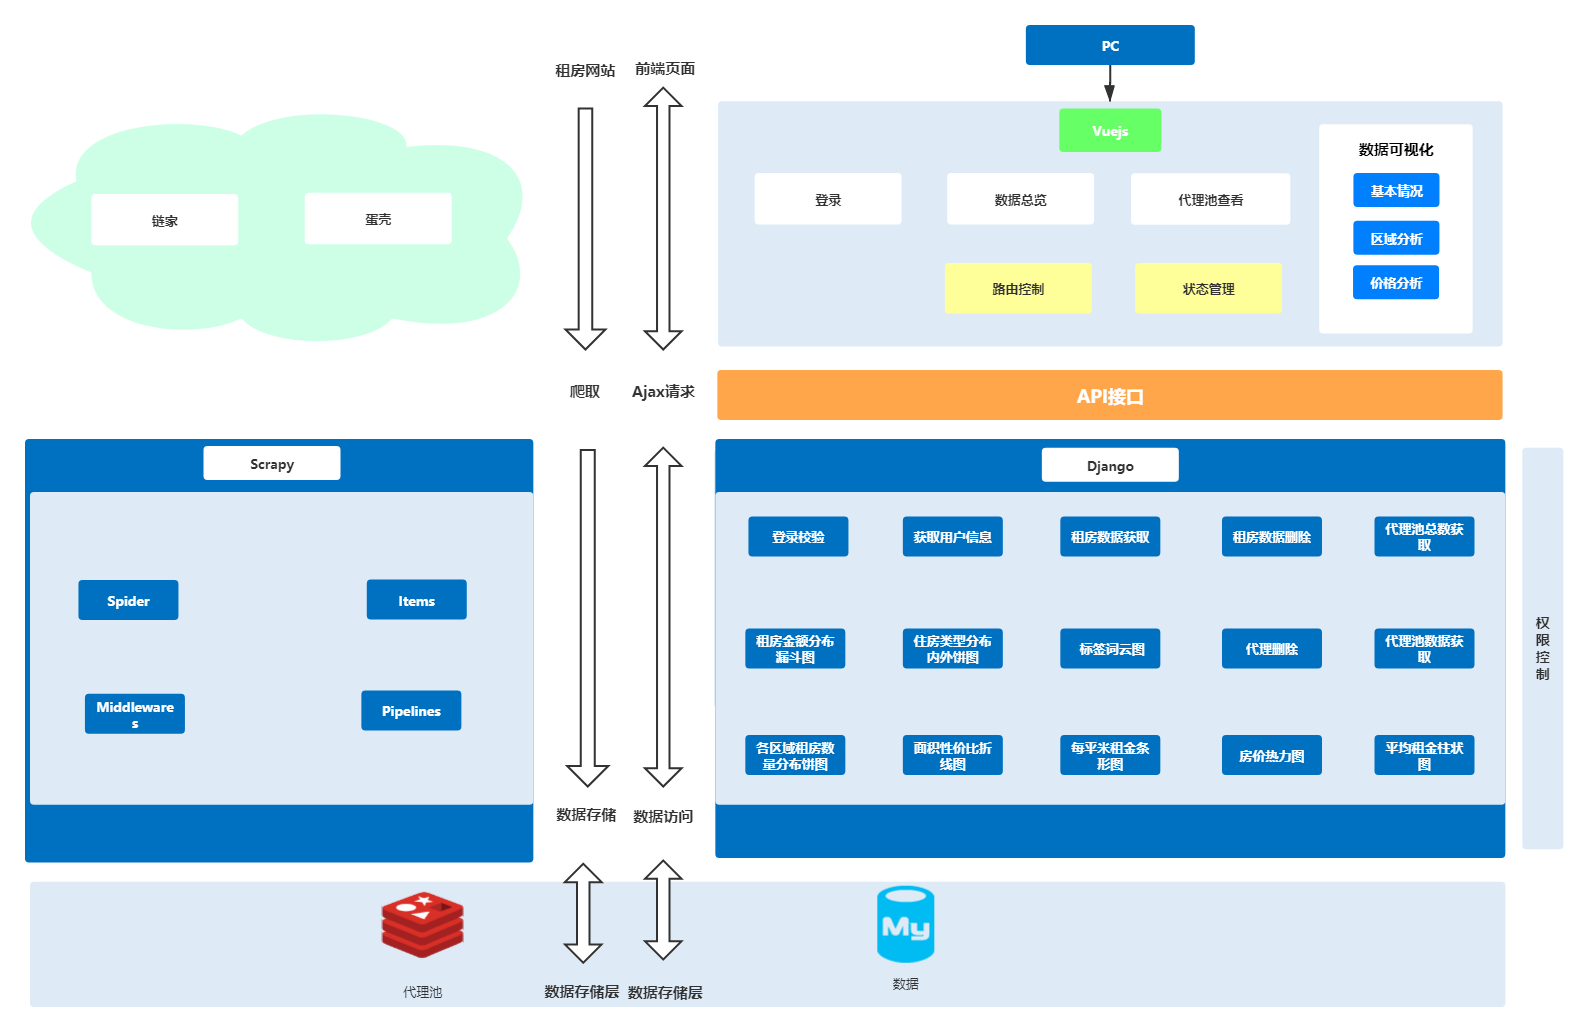 租房网站
前端页面
PC
Vuejs
数据可视化
链家
蛋壳
登录
数据总览
代理池查看
基本情况
区域分析
路由控制
状态管理
价格分析
爬取
Ajax请求
API接口
Scrapy
Django
登录校验
获取用户信息
租房数据获取
租房数据删除
代理池总数获
取
Spider
Items
租房金额分布
漏斗图
住房类型分布
内外饼图
标签词云图
代理删除
代理池数据获
取
权
限
控
制
Middleware
s
Pipelines
各区域租房数
量分布饼图
面积性价比折
线图
每平米租金条
形图
房价热力图
平均租金柱状
图
数据存储
数据访问
My
代理池
数据存储层
数据存储层
数据